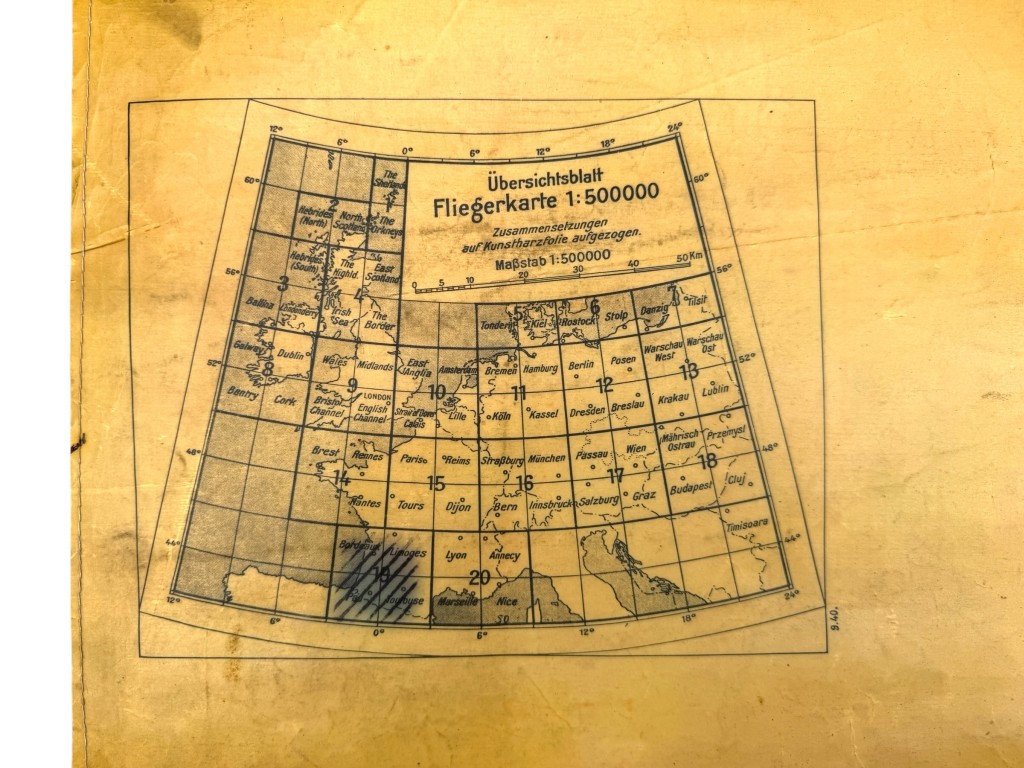 12° 6° 0° 6° 12° 18° 24°
Übersichtsblatt
Fliegerkarte 1:500000
Zusammensetzungen
auf Kunstharzfolie aufgezogen.
Maßstab 1:500000
0 5 10 20 30 40 50 Km
60° 60°
The
Shetlands
1
2
Hebrides
(North)
North
Scotland
The
Orkneys
Hebrides
(South)
The
Highld.
East
Scotland
56° 56°
3 4 5 6 7
Ballina
Londonderry
Irish
Sea
The
Border
Tondern Kiel Rostock Stolp Danzig Tilsit
Galway Dublin Wales Midlands
East
Anglia
Amsterdam Bremen Hamburg Berlin Posen
Warschau
West
Warschau
Ost
52° 52°
8 9 10 11 12 13
Bantry Cork
Bristol
Channel
LONDON
English
Channel
Strait of Dover
Calais
Lille Köln Kassel Dresden Breslau Krakau Lublin
48° 48°
Brest Rennes Paris Reims Straßburg München Passau Wien
Mährisch
Ostrau
Przemysl
14 15 16 17 18
Nantes Tours Dijon Bern Innsbruck Salzburg Graz Budapest Cluj
44° 44°
Bordeaux Limoges Lyon Annecy Timisoara
19 20
Pau Toulouse Marseille Nice
12° 6° 0° 6° 12° 18° 24°
9.40.